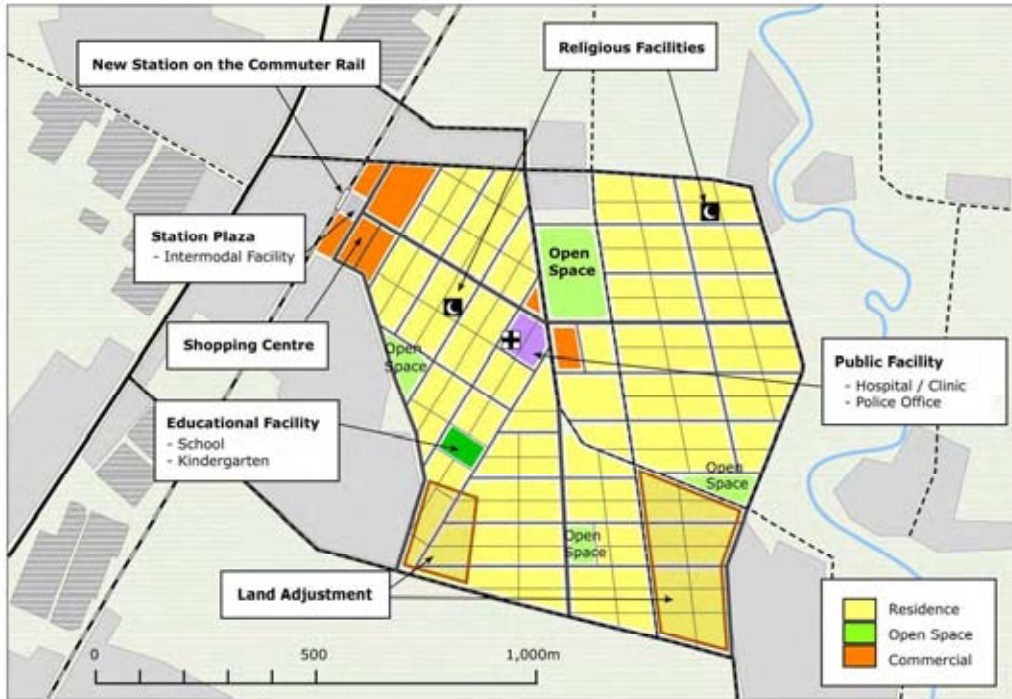 New Station on the Commuter Rail
Religious Facilities
Station Plaza
- Intermodal Facility
Open
Space
Shopping Centre
Open
Space
Public Facility
- Hospital / Clinic
- Police Office
Educational Facility
- School
- Kindergarten
Open
Space
Open
Space
Land Adjustment
Residence
Open Space
Commercial
0
500
1,000m